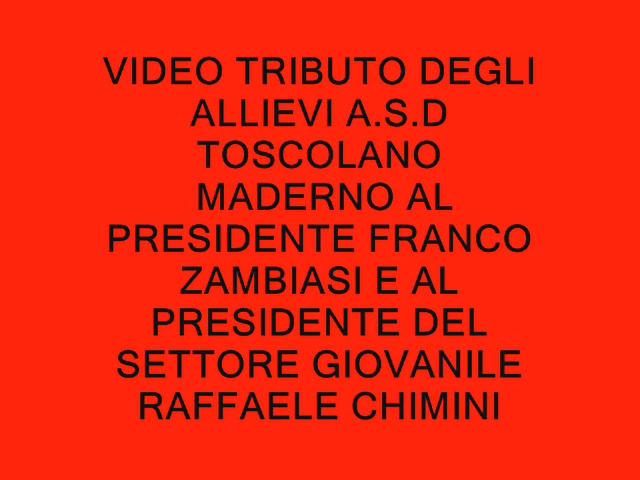 VIDEO TRIBUTO DEGLI
ALLIEVI A.S.D
TOSCOLANO
MADERNO AL
PRESIDENTE FRANCO
ZAMBIASI E AL
PRESIDENTE DEL
SETTORE GIOVANILE
RAFFAELE CHIMINI